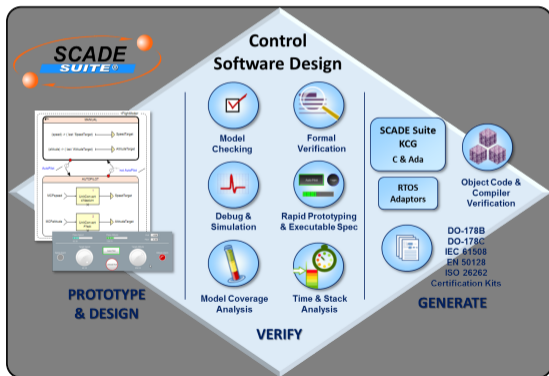 SCADE
SUITE®
Control
Software Design
MANUAL
AUTOPILOT
Model
Checking
Formal
Verification
Debug &
Simulation
Rapid Prototyping
& Executable Spec
Model Coverage
Analysis
Time & Stack
Analysis
SCADE Suite
KCG
C & Ada
RTOS
Adaptors
Object Code &
Compiler
Verification
DO-178B
DO-178C
IEC 61508
EN 50128
ISO 26262
Certification Kits
PROTOTYPE
& DESIGN
VERIFY
GENERATE